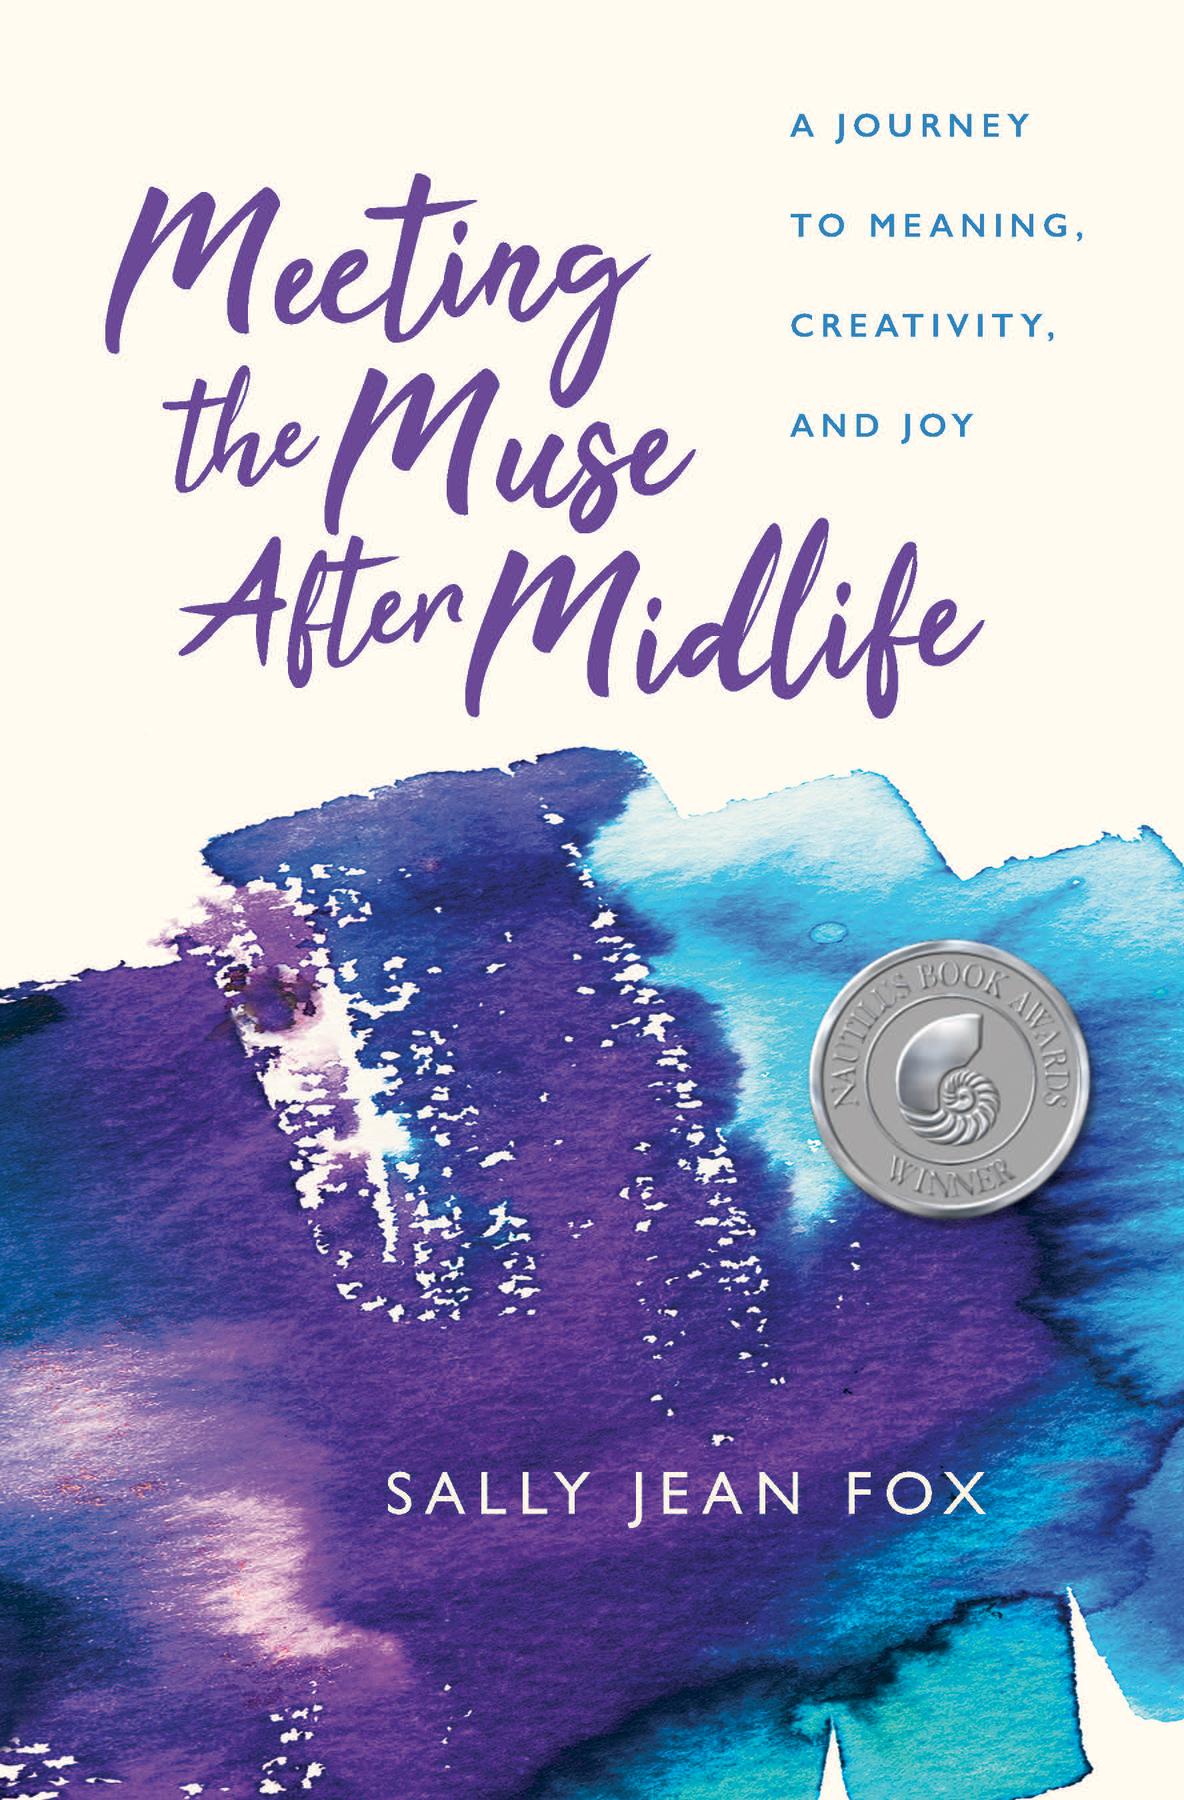 A JOURNEY
TO MEANING,
CREATIVITY,
AND JOY
Meeting
the Muse
After Midlife
NAUTILUS BOOK AWARDS
WINNER
SALLY JEAN FOX